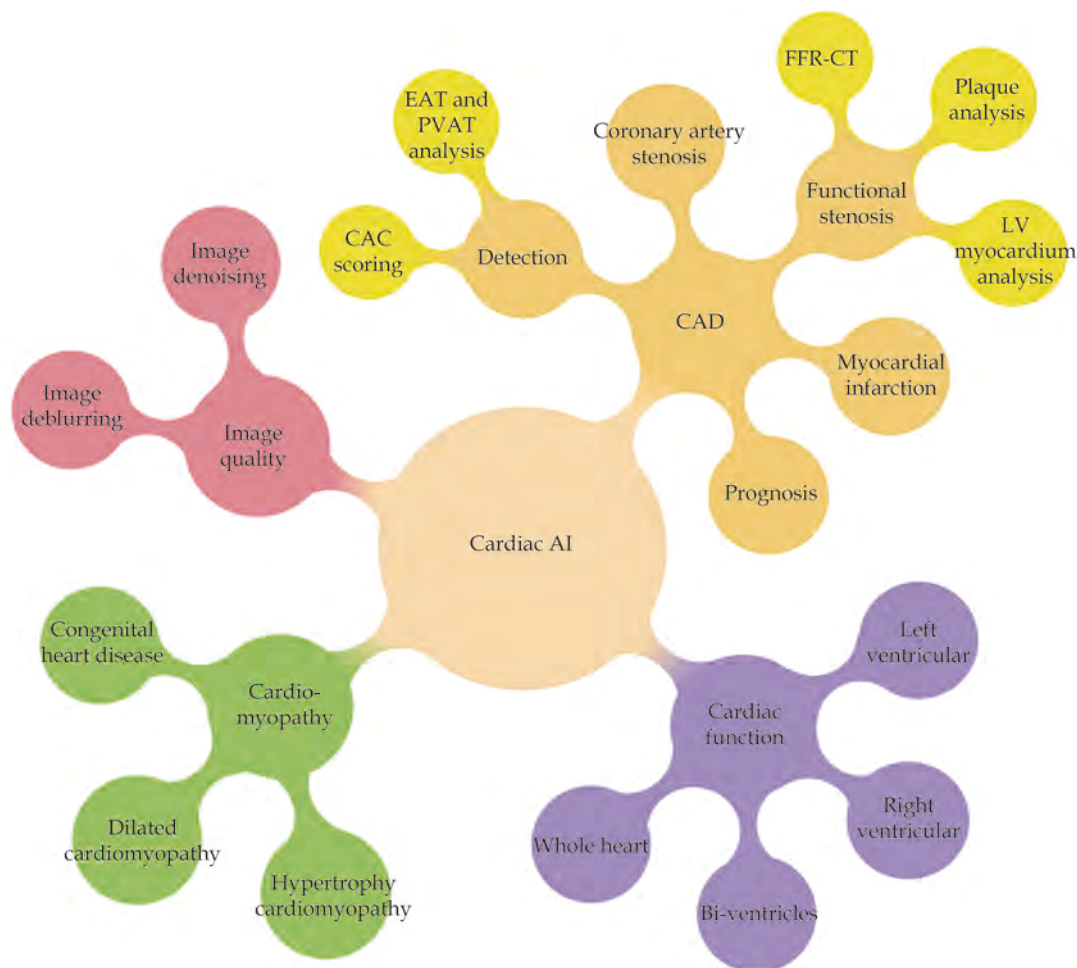 FFR-CT
Plaque
analysis
EAT and
PVAT
analysis
Coronary artery
stenosis
Functional
stenosis
LV
myocardium
analysis
CAC
scoring
Detection
Image
denoising
CAD
Myocardial
infarction
Image
deblurring
Image
quality
Prognosis
Cardiac AI
Congenital
heart disease
Left
ventricular
Cardio-
myopathy
Cardiac
function
Dilated
cardiomyopathy
Right
ventricular
Whole heart
Hypertrophy
cardiomyopathy
Bi-ventricles